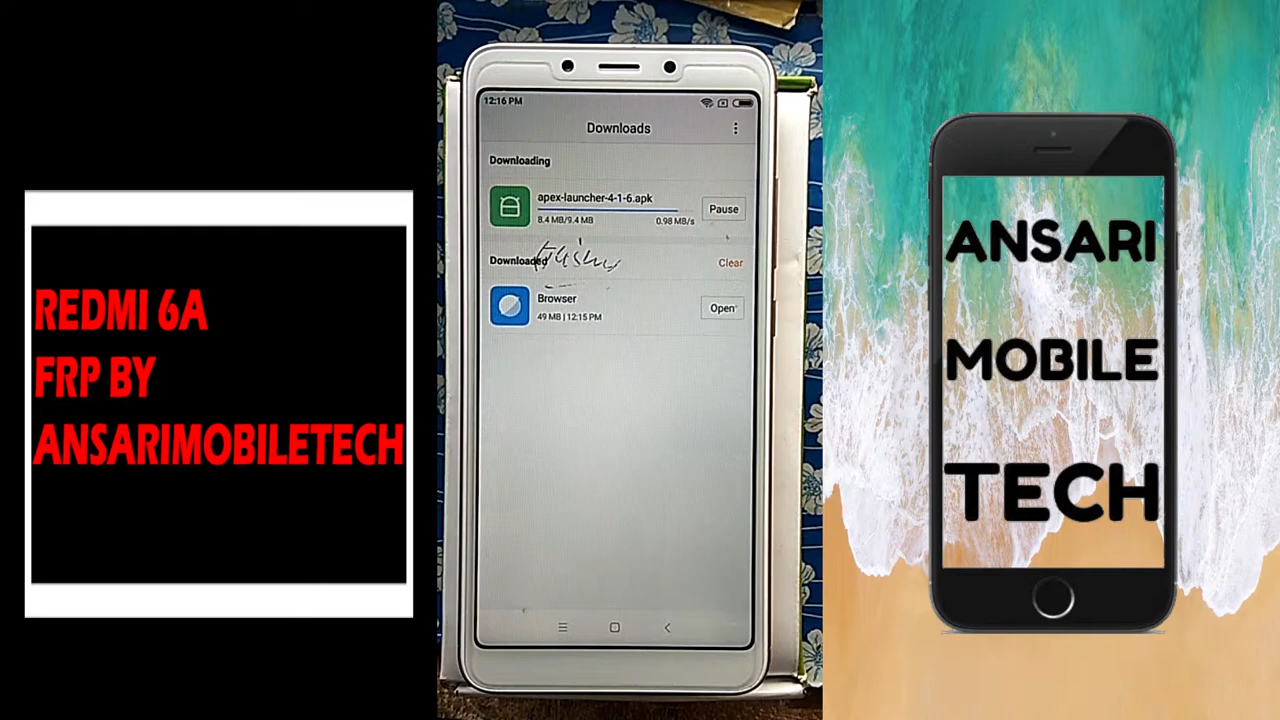 REDMI 6A
FRP BY
ANSARIMOBILETECH
12:16 PM
Downloads
Downloading
apex-launcher-4-1-6.apk
Pause
8.4 MB/9.4 MB
0.98 MB/s
Downloaded
Clear
Browser
49 MB | 12:15 PM
Open
ANSARI
MOBILE
TECH